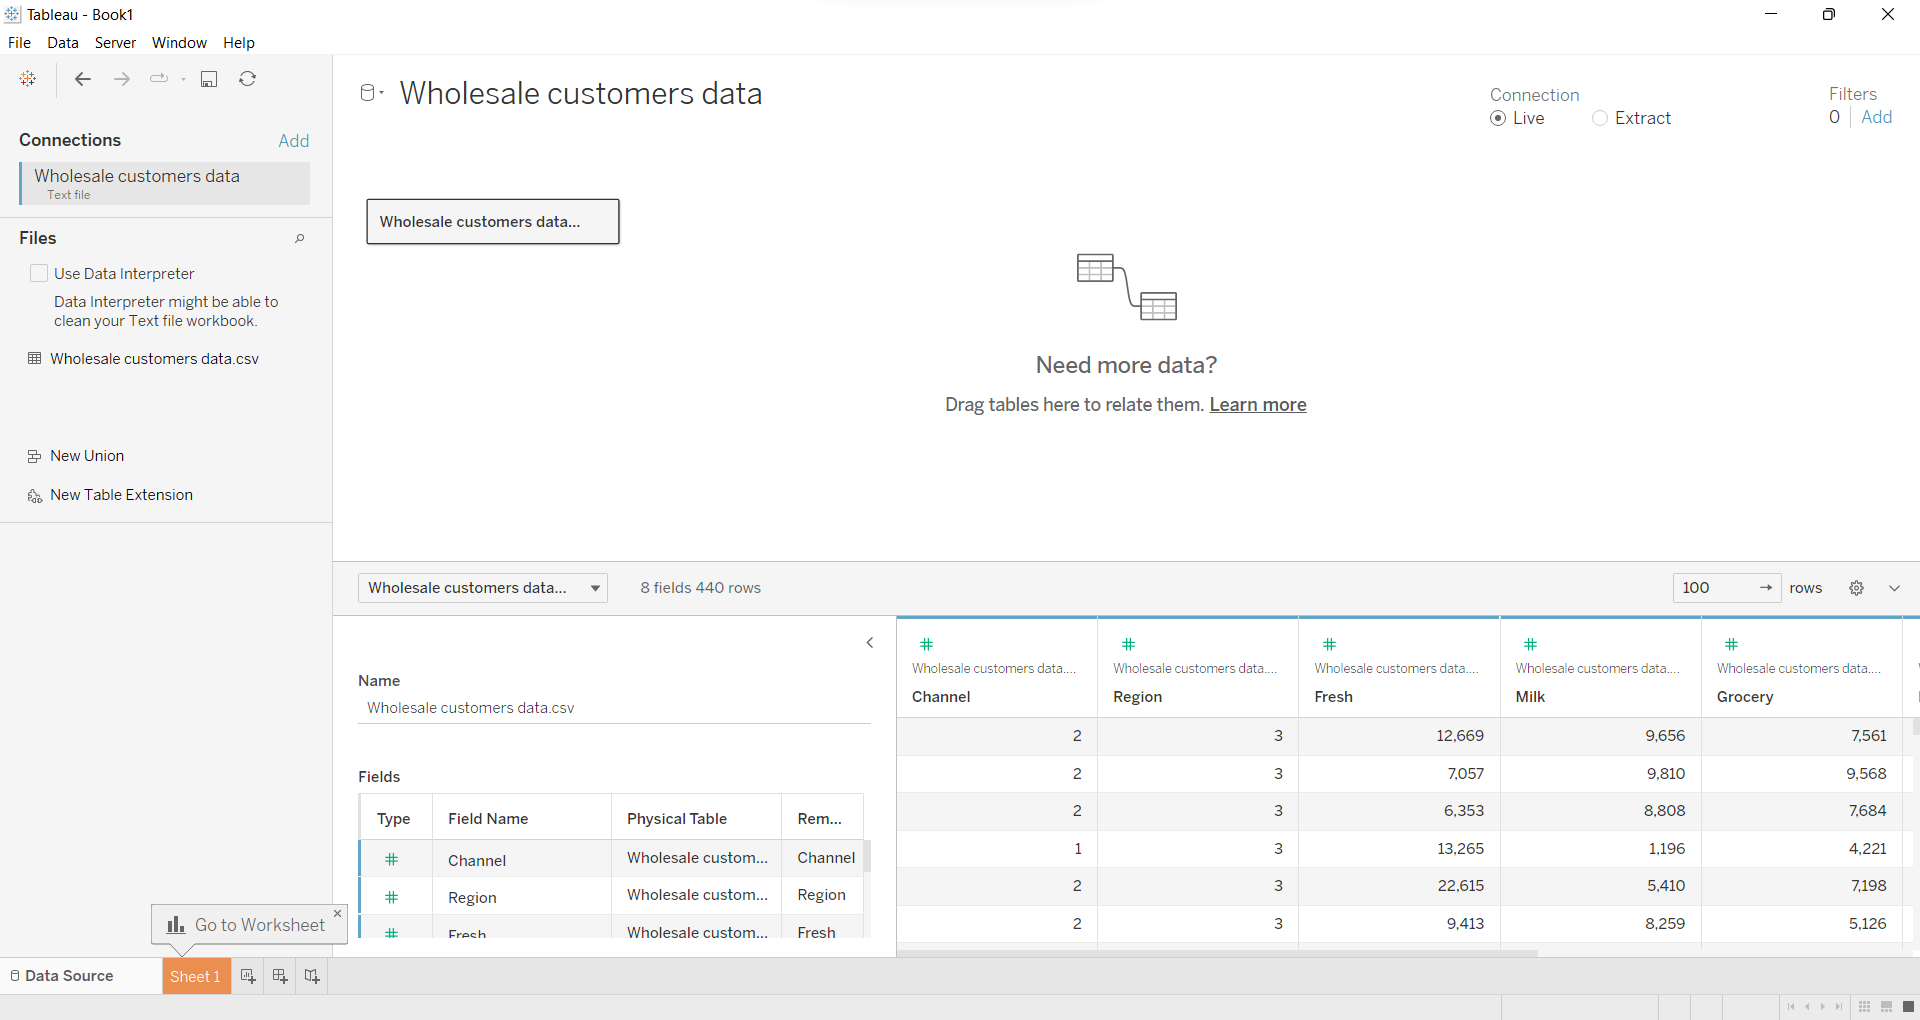 Tableau - Book1
File Data Server Window Help
Connections Add
Wholesale customers data
Text file
Files
Use Data Interpreter
Data Interpreter might be able to
clean your Text file workbook.
Wholesale customers data.csv
New Union
New Table Extension
Wholesale customers data
Connection
Live Extract
Filters
0 Add
Wholesale customers data...
Need more data?
Drag tables here to relate them. Learn more
Wholesale customers data... 8 fields 440 rows
100 → rows
Name
Wholesale customers data.csv
Fields
Type Field Name Physical Table Rem...
# Channel Wholesale custom... Channel
# Region Wholesale custom... Region
# Fresh Wholesale custom... Fresh
# # # # #
Wholesale customers data.... Wholesale customers data.... Wholesale customers data.... Wholesale customers data.... Wholesale customers data....
Channel Region Fresh Milk Grocery
2 3 12,669 9,656 7,561
2 3 7,057 9,810 9,568
2 3 6,353 8,808 7,684
1 3 13,265 1,196 4,221
2 3 22,615 5,410 7,198
2 3 9,413 8,259 5,126
Go to Worksheet
Data Source Sheet 1